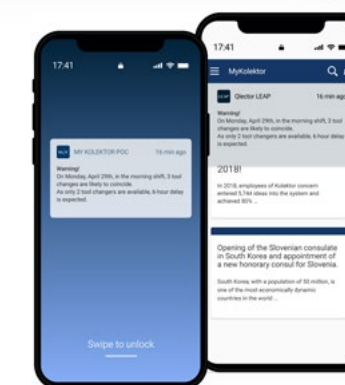 17:41
MY KOLEKTOR POC 16 min ago
Warning!
On Monday, April 29th, in the morning shift, 3 tool
changes are likely to coincide.
As only 2 tool changers are available, 6 hour delay
is expected.
Swipe to unlock
17:41
MyKolektor
LEAP Qlector LEAP 16 min ago
Warning!
On Monday, April 29th, in the morning shift, 3 tool
changes are likely to coincide.
As only 2 tool changers are available, 6 hour delay
is expected.
2018!
In 2018, employees of Kolektor concern
entered 5,744 ideas into the system and
achieved 80% ...
Opening of the Slovenian consulate
in South Korea and appointment of
a new honorary consul for Slovenia.
South Korea, with a population of 50 million, is
one of the most economically dynamic
countries in the world ...